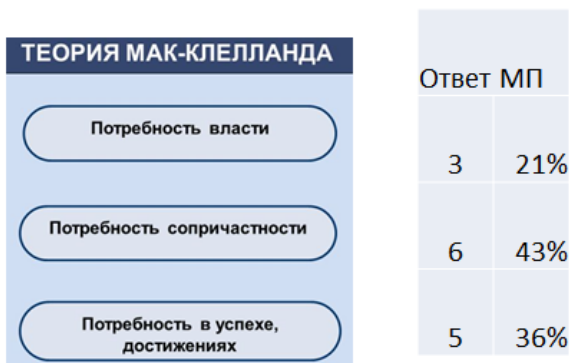 ТЕОРИЯ МАК-КЛЕЛЛАНДА
Потребность власти
Потребность сопричастности
Потребность в успехе,
достижениях
Ответ МП
3 21%
6 43%
5 36%